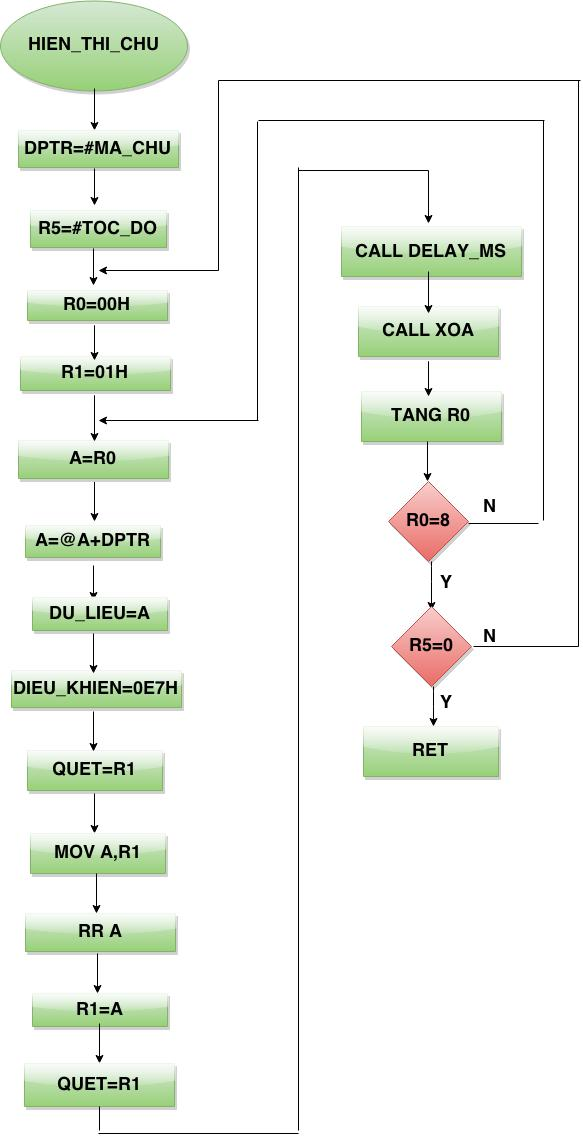 HIEN_THI_CHU
DPTR=#MA_CHU
R5=#TOC_DO
R0=00H
R1=01H
A=R0
A=@A+DPTR
DU_LIEU=A
DIEU_KHIEN=0E7H
QUET=R1
MOV A,R1
RR A
R1=A
QUET=R1
CALL DELAY_MS
CALL XOA
TANG R0
R0=8
N
Y
R5=0
N
Y
RET